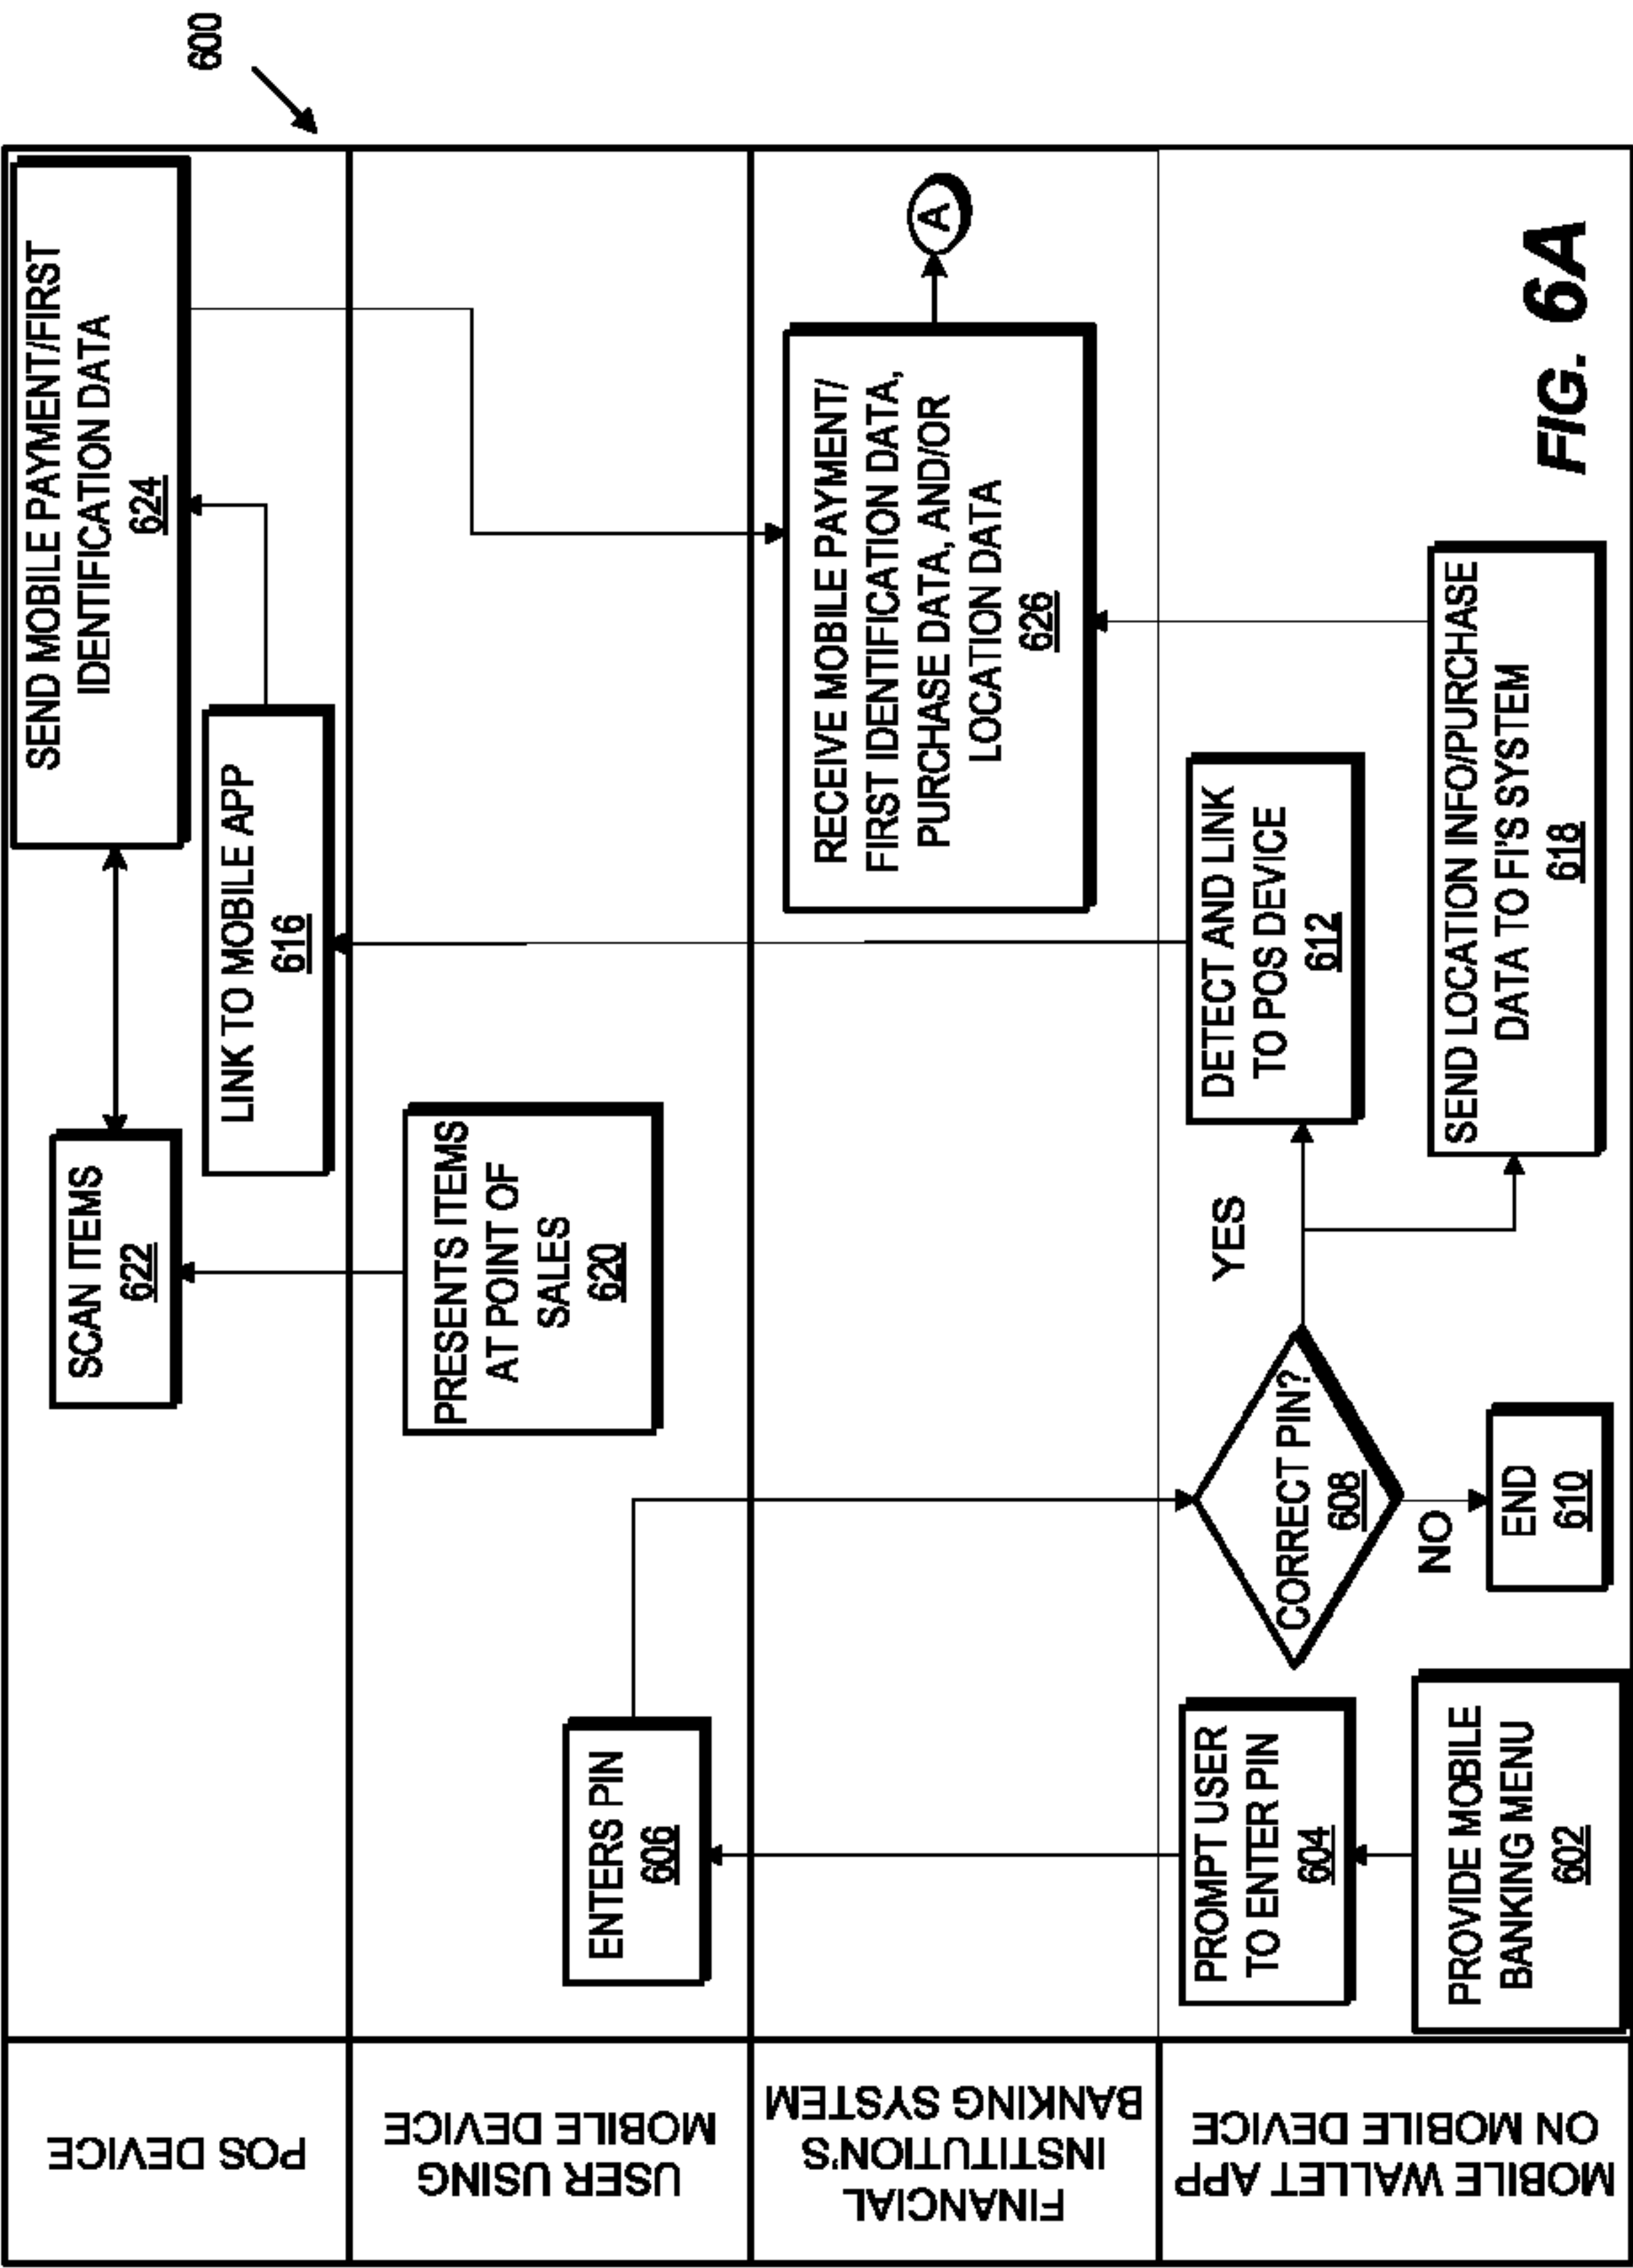 600
POS DEVICE
SCAN ITEMS
622
LINK TO MOBILE APP
616
SEND MOBILE PAYMENT/FIRST
IDENTIFICATION DATA
624
USER USING
MOBILE DEVICE
ENTERS PIN
606
PRESENTS ITEMS
AT POINT OF
SALES
620
FINANCIAL
INSTITUTION'S
BANKING SYSTEM
RECEIVE MOBILE PAYMENT/
FIRST IDENTIFICATION DATA,
PURCHASE DATA, AND/OR
LOCATION DATA
626
A
MOBILE WALLET APP
ON MOBILE DEVICE
PROMPT USER
TO ENTER PIN
604
PROVIDE MOBILE
BANKING MENU
602
CORRECT PIN?
608
YES
NO
END
610
DETECT AND LINK
TO POS DEVICE
612
SEND LOCATION INFO/PURCHASE
DATA TO FI'S SYSTEM
618
FIG. 6A